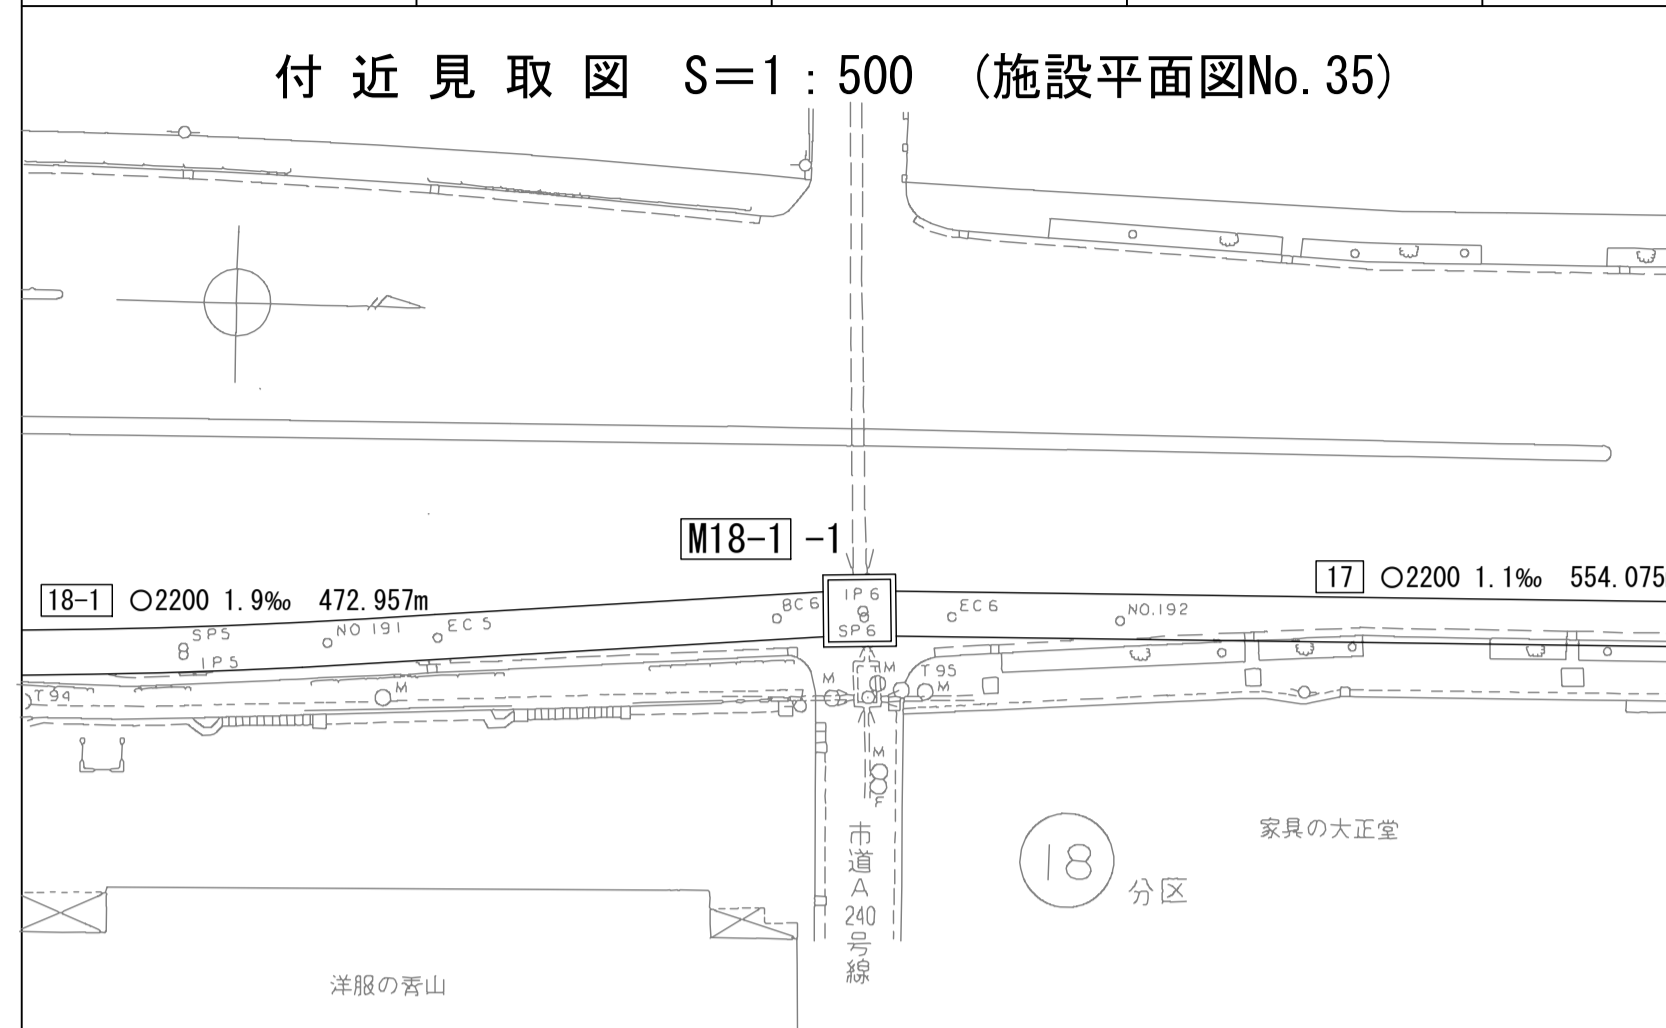 付近見取図 S=1:500 (施設平面図No.35)
M18-1 -1
18-1 ○2200 1.9‰ 472.957m
17 ○2200 1.1‰ 554.075
SP5
IP5
NO 191
EC5
BC6
IP6
SP6
EC6
NO.192
T94
M
M
T
M
T95
M
M
F
市道A240号線
18
分区
家具の大正堂
洋服の青山